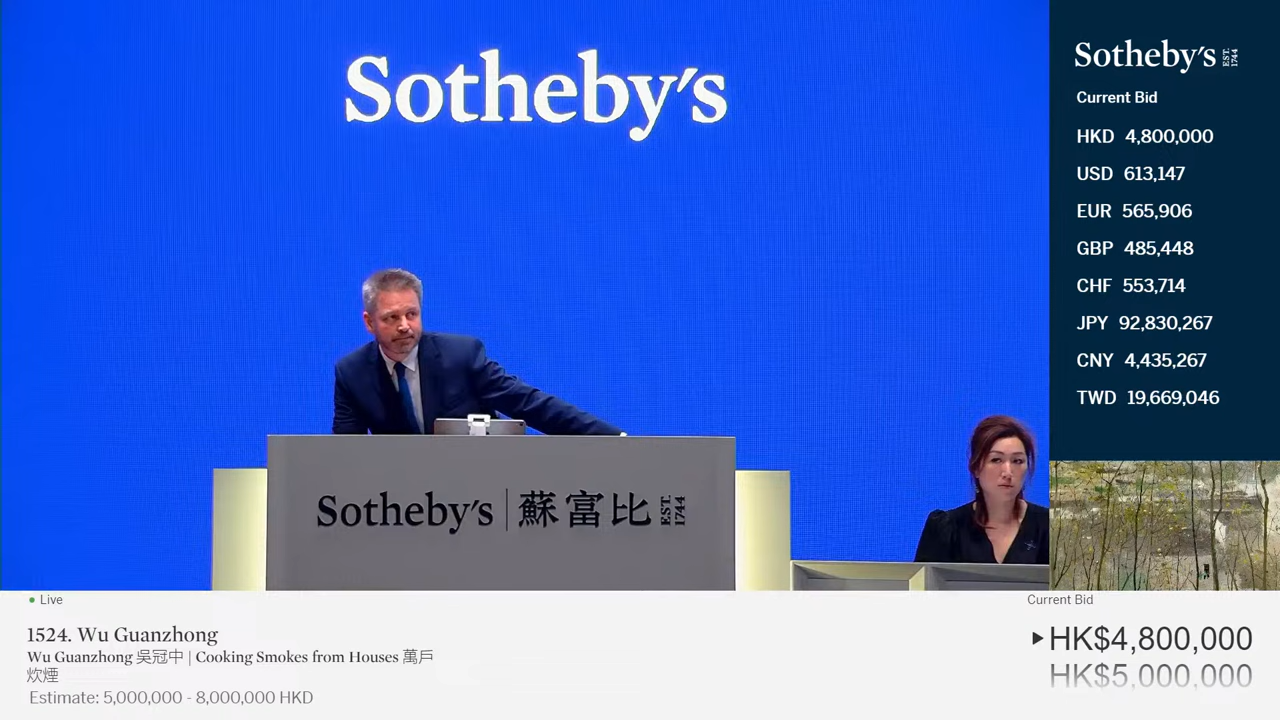 Sotheby's
Sotheby's EST. 1744
Current Bid
HKD 4,800,000
USD 613,147
EUR 565,906
GBP 485,448
CHF 553,714
JPY 92,830,267
CNY 4,435,267
TWD 19,669,046
Sotheby's | 蘇富比 EST. 1744
Live
1524. Wu Guanzhong
Wu Guanzhong 吳冠中 | Cooking Smokes from Houses 萬戶
炊煙
Estimate: 5,000,000 - 8,000,000 HKD
Current Bid
HK$4,800,000
HK$5,000,000